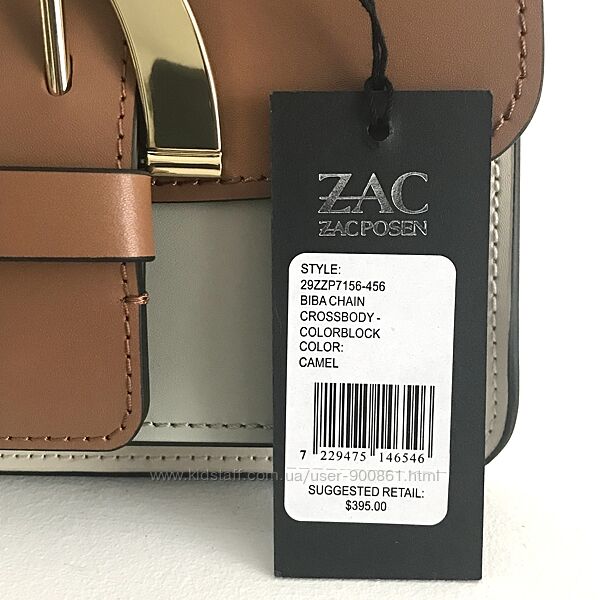 ZAC
ZAC POSEN
STYLE:
29ZZP7156-456
BIBA CHAIN
CROSSBODY -
COLORBLOCK
COLOR:
CAMEL
7 229475 146546
www.kidstaff.com.ua/user-900861.html
SUGGESTED RETAIL:
$395.00